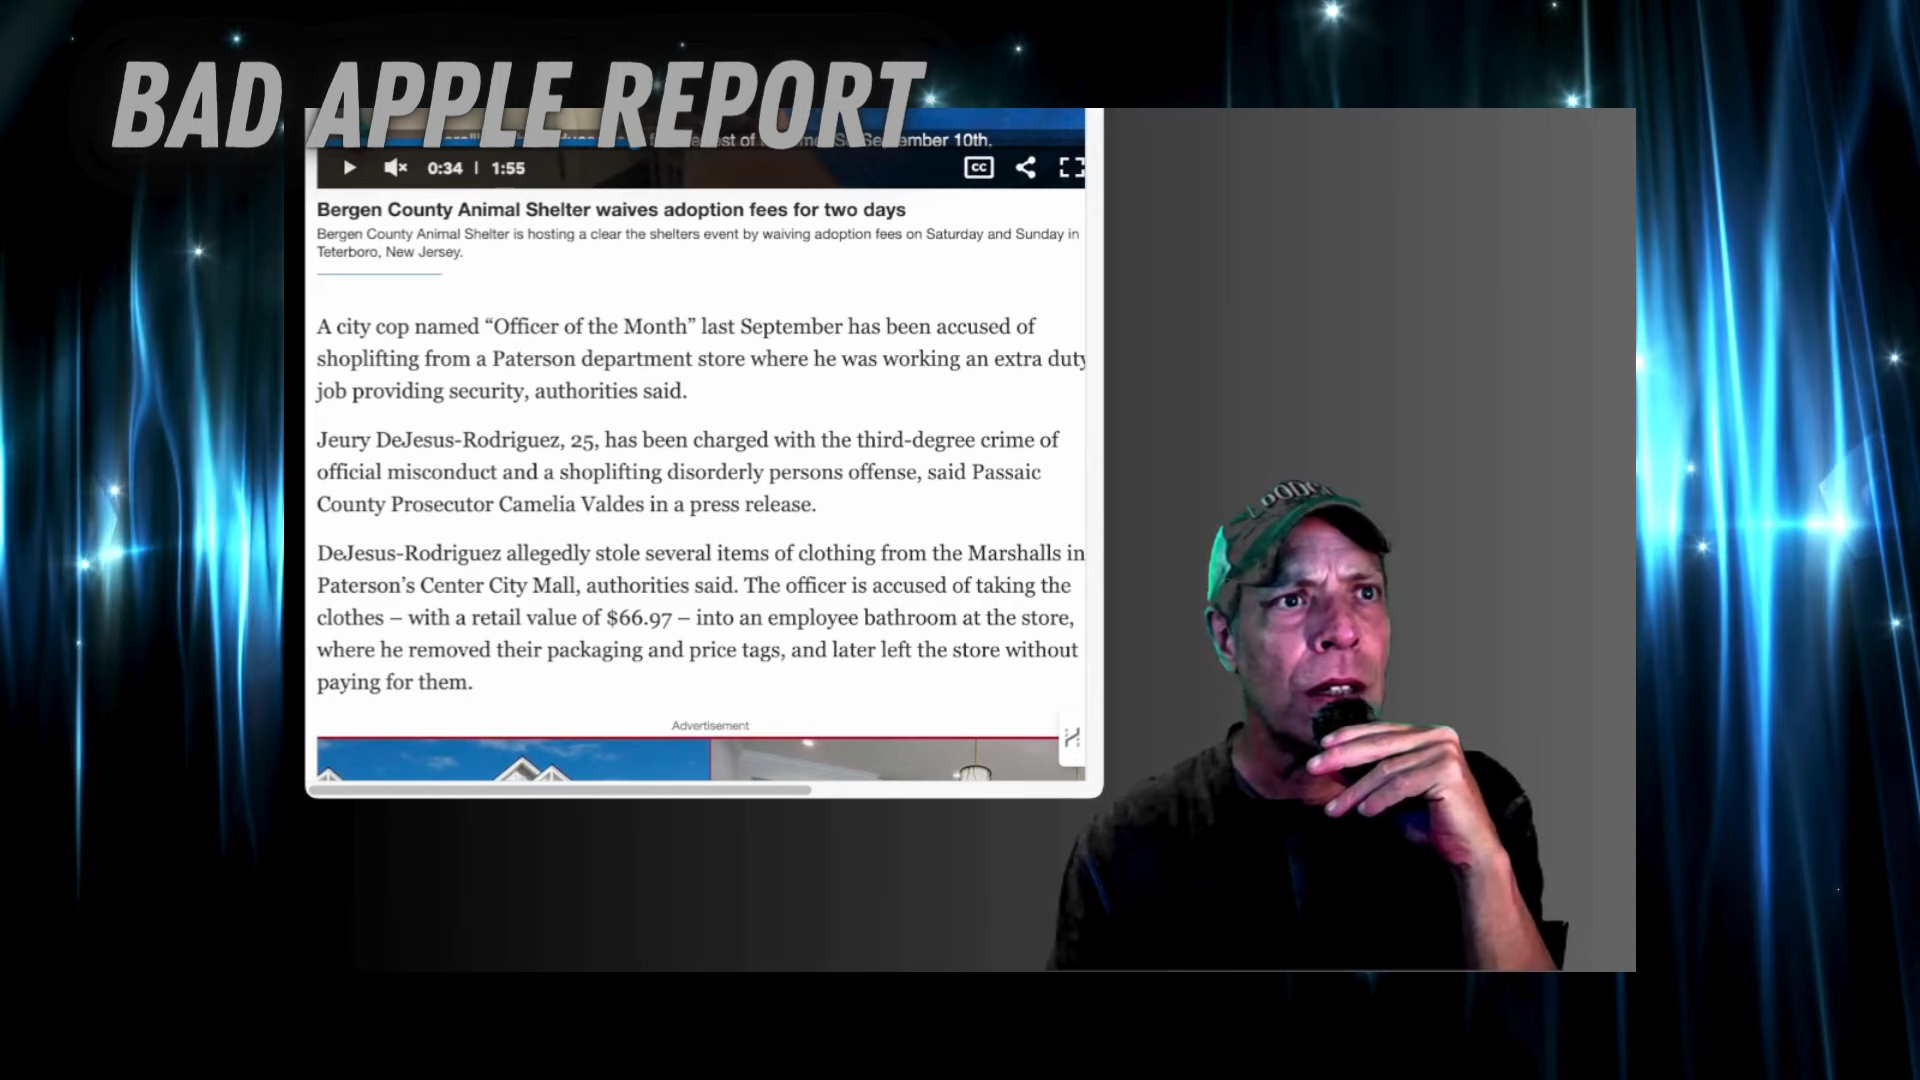 BAD APPLE REPORT
September 10th.
0:34 | 1:55
CC
Bergen County Animal Shelter waives adoption fees for two days
Bergen County Animal Shelter is hosting a clear the shelters event by waiving adoption fees on Saturday and Sunday in
Teterboro, New Jersey.
A city cop named “Officer of the Month” last September has been accused of
shoplifting from a Paterson department store where he was working an extra duty
job providing security, authorities said.
Jeury DeJesus-Rodriguez, 25, has been charged with the third-degree crime of
official misconduct and a shoplifting disorderly persons offense, said Passaic
County Prosecutor Camelia Valdes in a press release.
DeJesus-Rodriguez allegedly stole several items of clothing from the Marshalls in
Paterson’s Center City Mall, authorities said. The officer is accused of taking the
clothes – with a retail value of $66.97 – into an employee bathroom at the store,
where he removed their packaging and price tags, and later left the store without
paying for them.
Advertisement